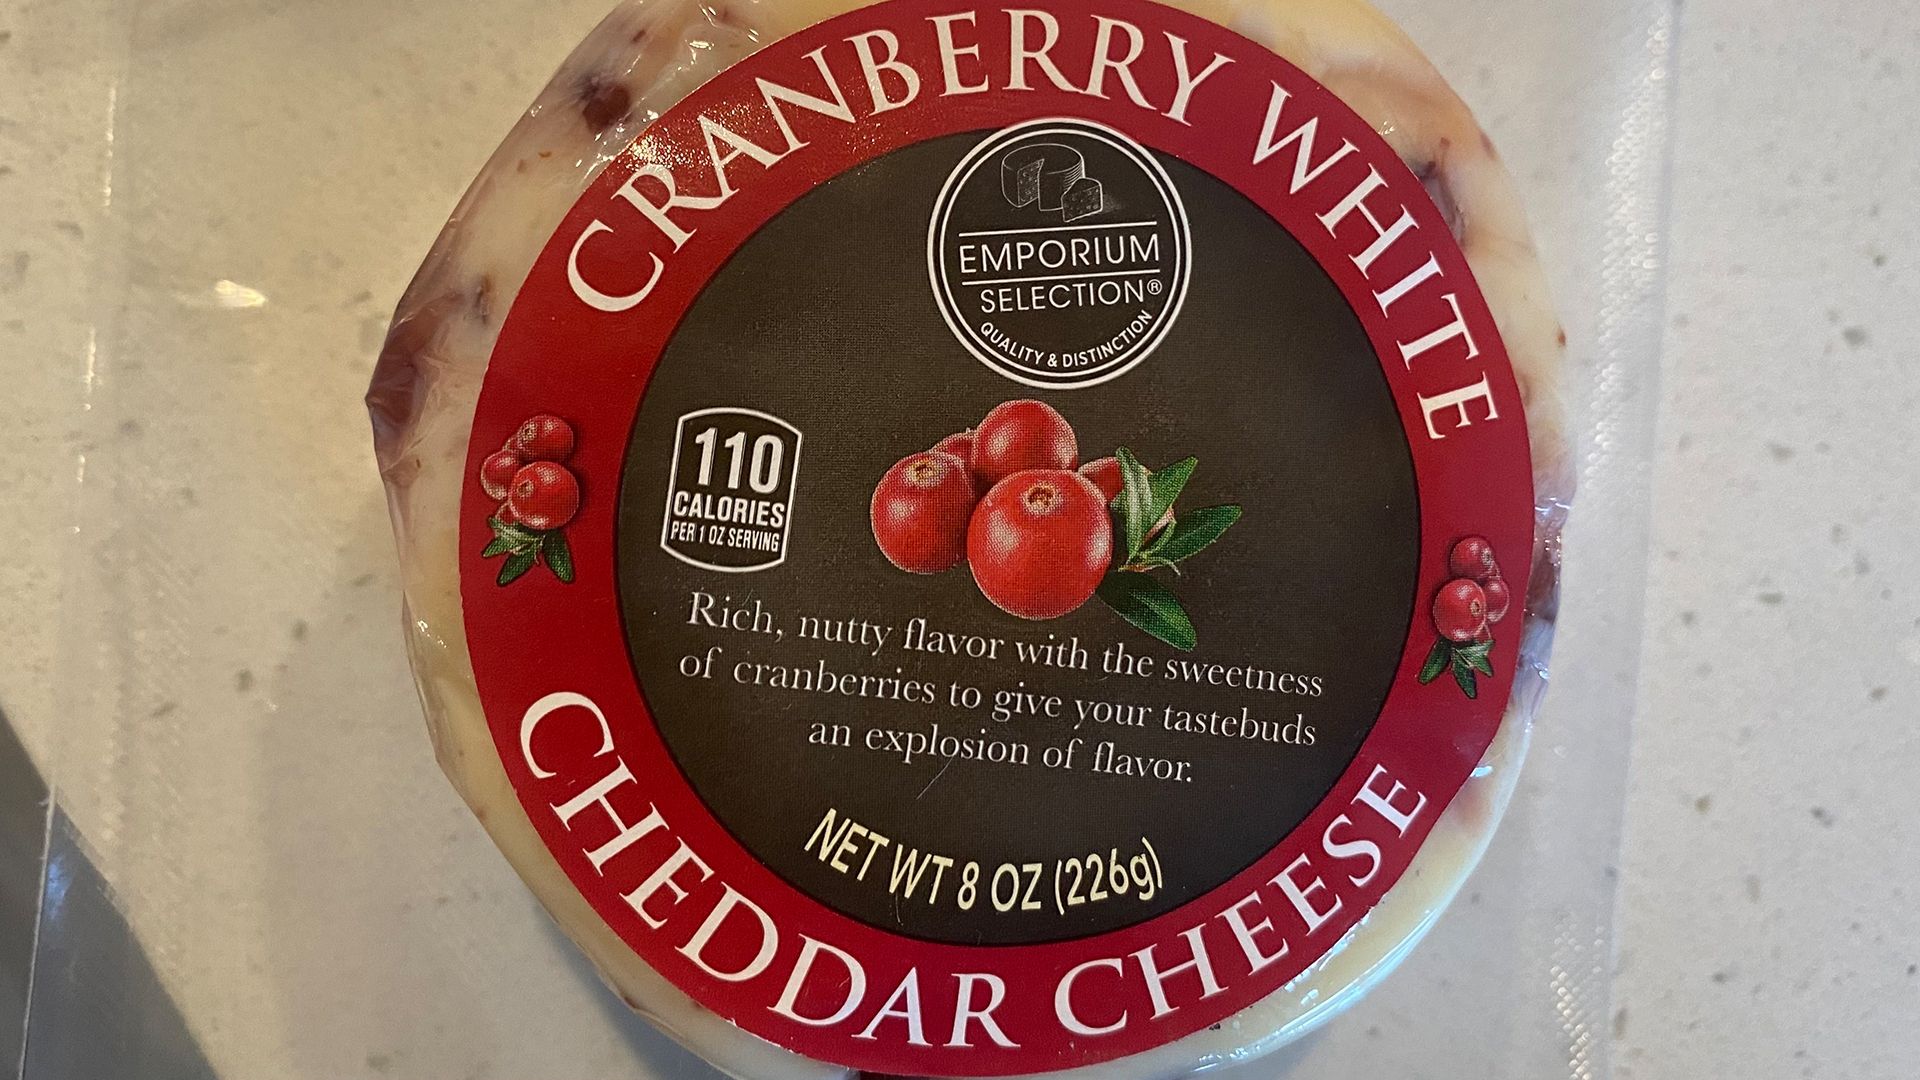 CRANBERRY WHITE
EMPORIUM
SELECTION®
QUALITY & DISTINCTION
110
CALORIES
PER 1 OZ SERVING
Rich, nutty flavor with the sweetness
of cranberries to give your tastebuds
an explosion of flavor.
NET WT 8 OZ (226g)
CHEDDAR CHEESE